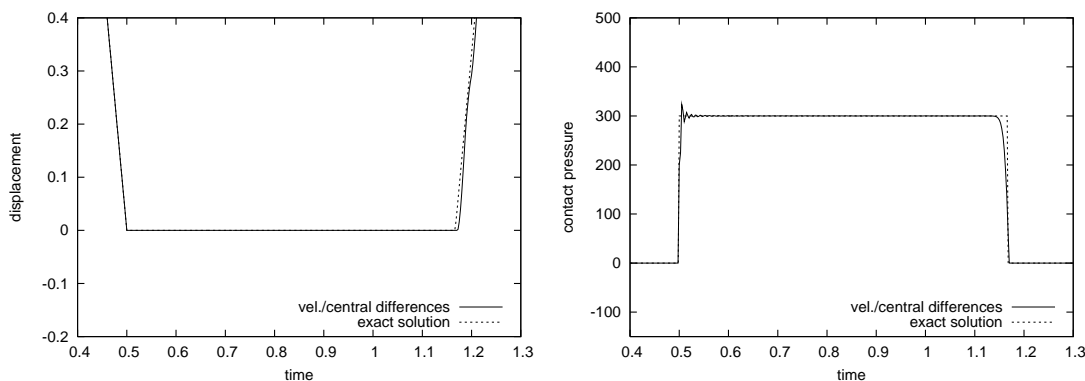 0.4
0.3
0.2
0.1
0
-0.1
-0.2
displacement
0.4 0.5 0.6 0.7 0.8 0.9 1 1.1 1.2 1.3
time
vel./central differences
exact solution
500
400
300
200
100
0
-100
contact pressure
0.4 0.5 0.6 0.7 0.8 0.9 1 1.1 1.2 1.3
time
vel./central differences
exact solution